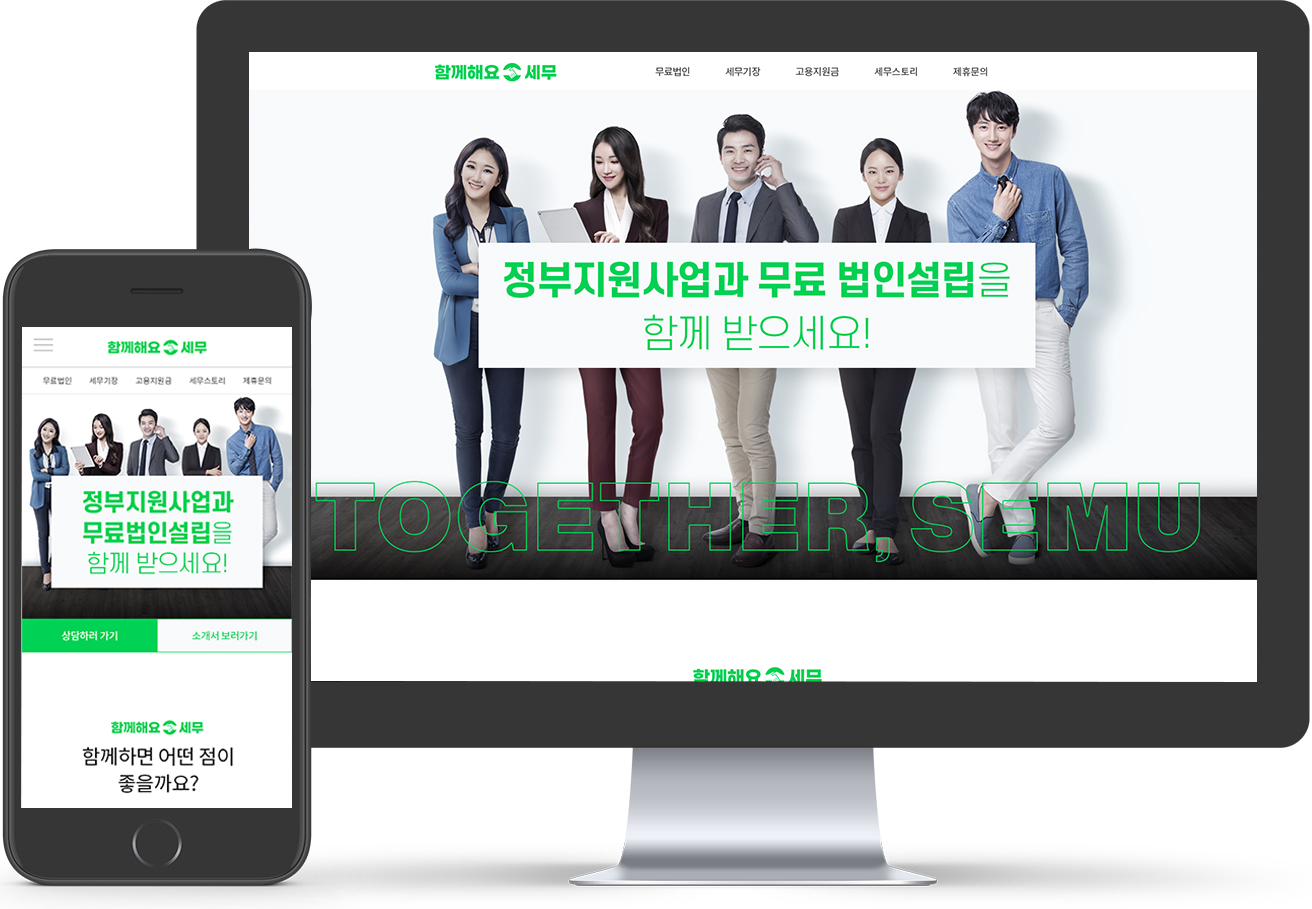 함께해요 세무
무료법인 세무기장 고용지원금 세무스토리 제휴문의
정부지원사업과 무료 법인설립을
함께 받으세요!
TOGETHER, SEMU
함께해요 세무
함께해요 세무
무료법인 세무기장 고용지원금 세무스토리 제휴문의
정부지원사업과
무료법인설립을
함께 받으세요!
상담하러 가기 소개서 보러가기
함께해요 세무
함께하면 어떤 점이
좋을까요?